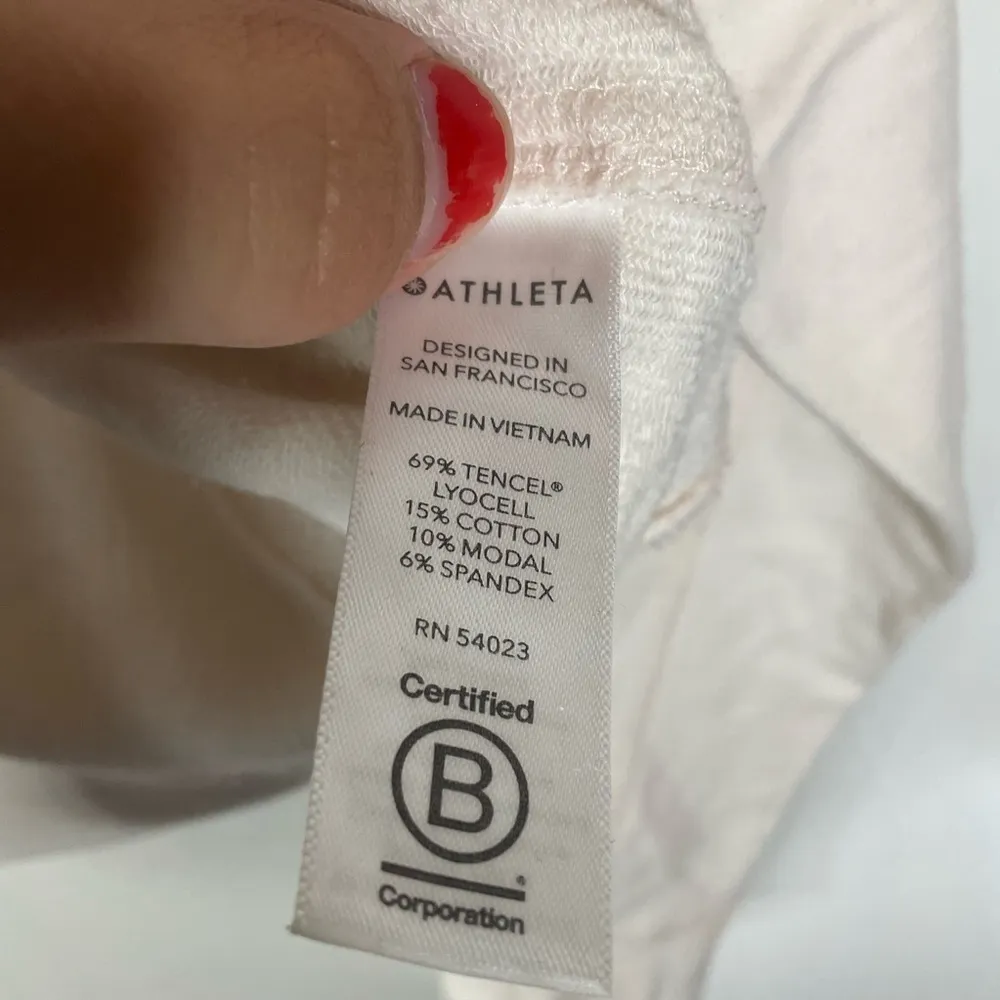 ATHLETA
DESIGNED IN
SAN FRANCISCO
MADE IN VIETNAM
69% TENCEL®
LYOCELL
15% COTTON
10% MODAL
6% SPANDEX
RN 54023
Certified
B
®
Corporation